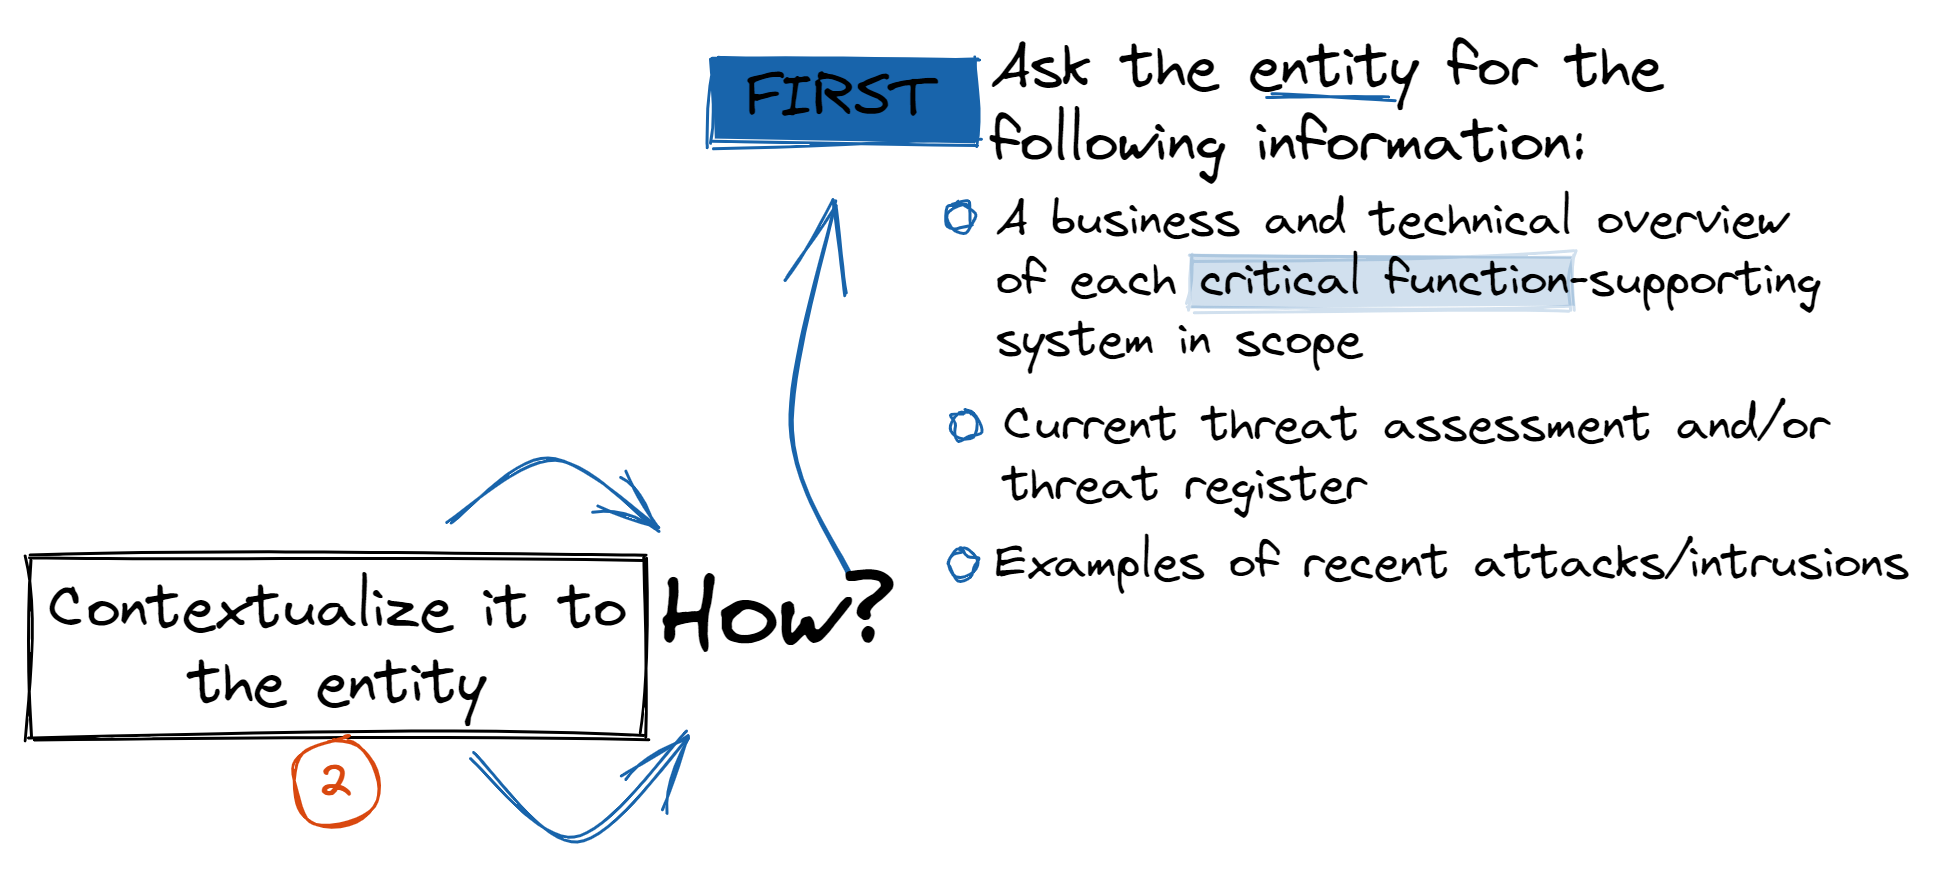 FIRST
Ask the entity for the
following information:
A business and technical overview
of each critical function-supporting
system in scope
Current threat assessment and/or
threat register
Examples of recent attacks/intrusions
Contextualize it to
the entity
How?
2